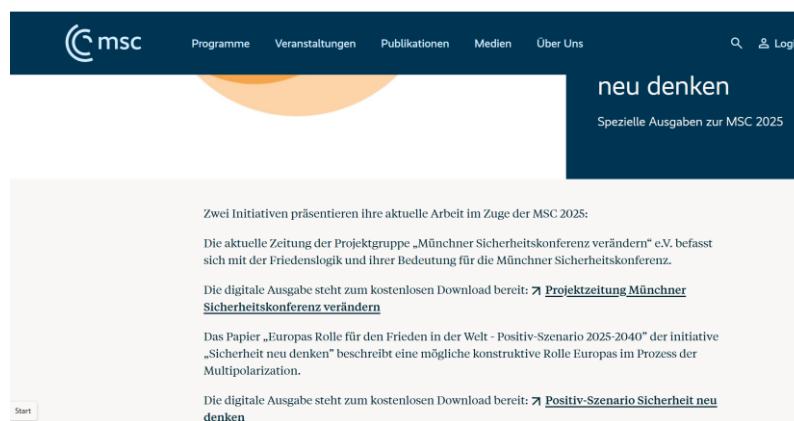 msc
Programme Veranstaltungen Publikationen Medien Über Uns
neu denken
Spezielle Ausgaben zur MSC 2025
Zwei Initiativen präsentieren ihre aktuelle Arbeit im Zuge der MSC 2025:
Die aktuelle Zeitung der Projektgruppe „Münchner Sicherheitskonferenz verändern“ e.V. befasst
sich mit der Friedenslogik und ihrer Bedeutung für die Münchner Sicherheitskonferenz.
Die digitale Ausgabe steht zum kostenlosen Download bereit: Projektzeitung Münchner
Sicherheitskonferenz verändern
Das Papier „Europas Rolle für den Frieden in der Welt - Positiv-Szenario 2025-2040” der initiative
„Sicherheit neu denken” beschreibt eine mögliche konstruktive Rolle Europas im Prozess der
Multipolarization.
Die digitale Ausgabe steht zum kostenlosen Download bereit: Positiv-Szenario Sicherheit neu
denken
Start